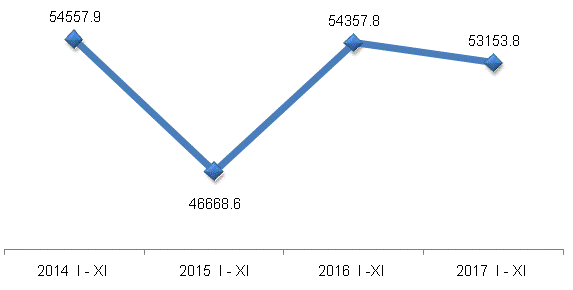 54557.9
54357.8
53153.8
46668.6
2014 I - XI
2015 I - XI
2016 I -XI
2017 I - XI